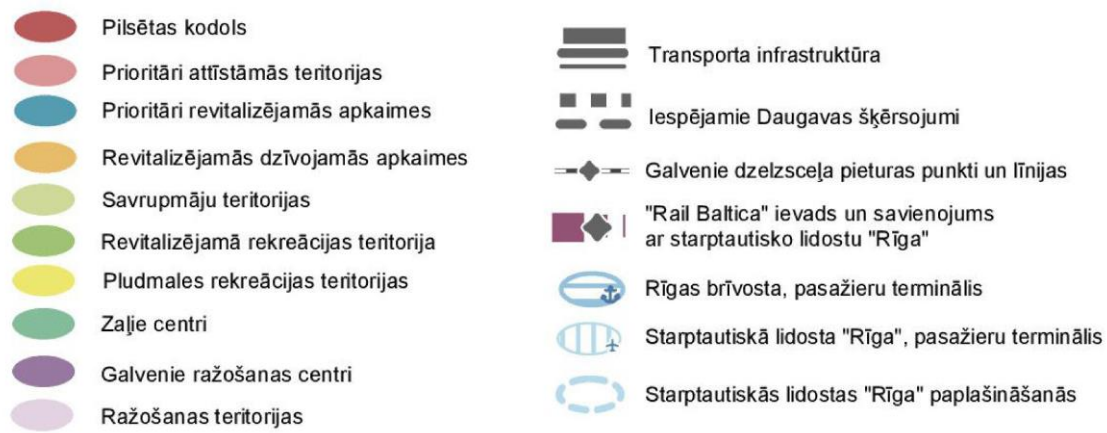 Pilsētas kodols
Prioritāri attīstāmās teritorijas
Prioritāri revitalizējamās apkaimes
Revitalizējamās dzīvojamās apkaimes
Savrupmāju teritorijas
Revitalizējamā rekreācijas teritorija
Pludmales rekreācijas teritorijas
Zaļie centri
Galvenie ražošanas centri
Ražošanas teritorijas
Transporta infrastruktūra
Iespējamie Daugavas šķērsojumi
Galvenie dzelzsceļa pieturas punkti un līnijas
"Rail Baltica" ievads un savienojums
ar starptautisko lidostu "Rīga"
Rīgas brīvosta, pasažieru terminālis
Starptautiskā lidosta "Rīga", pasažieru terminālis
Starptautiskās lidostas "Rīga" paplašināšanās